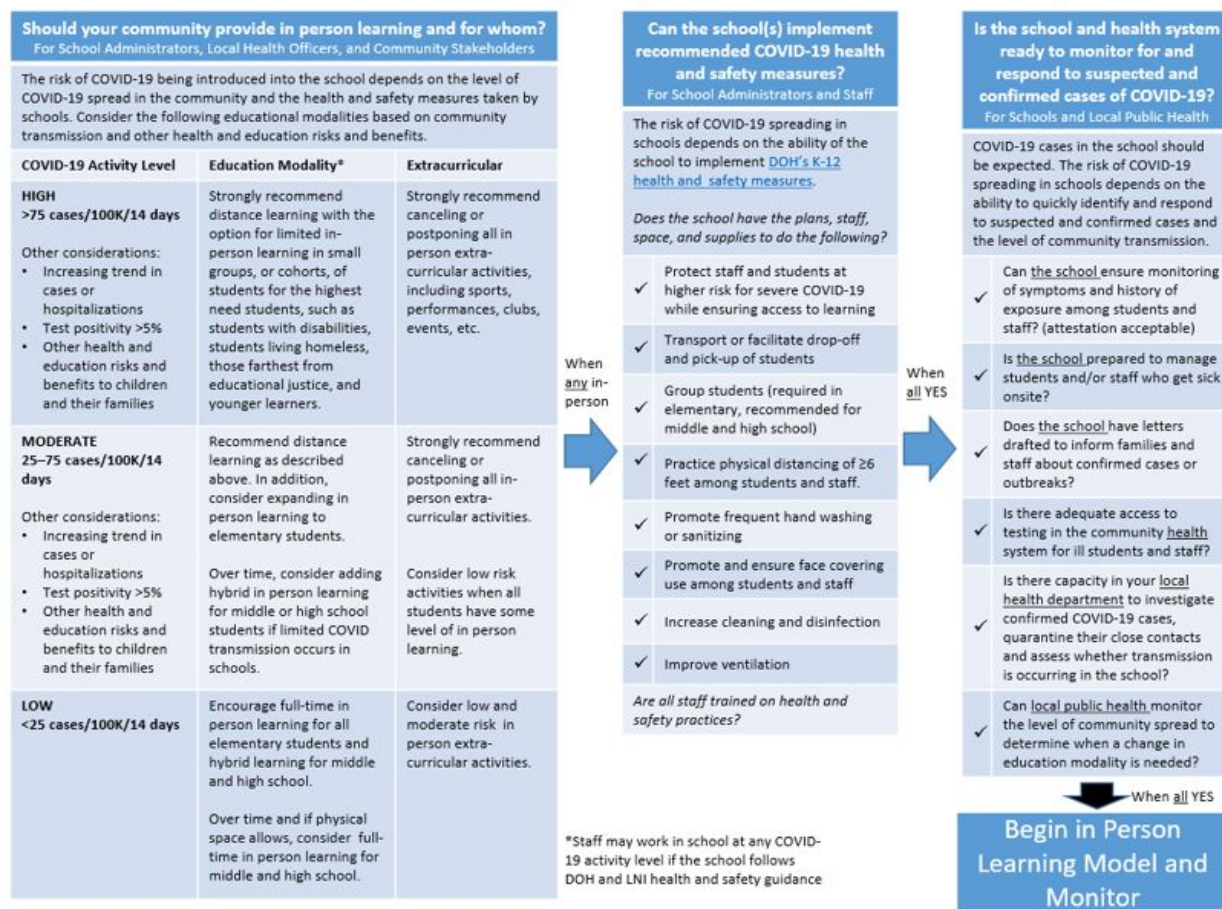 Should your community provide in person learning and for whom?
For School Administrators, Local Health Officers, and Community Stakeholders
The risk of COVID-19 being introduced into the school depends on the level of
COVID-19 spread in the community and the health and safety measures taken by
schools. Consider the following educational modalities based on community
transmission and other health and education risks and benefits.
COVID-19 Activity Level
Education Modality*
Extracurricular
HIGH
>75 cases/100K/14 days
Other considerations:
• Increasing trend in
cases or
hospitalizations
• Test positivity >5%
• Other health and
education risks and
benefits to children
and their families
Strongly recommend
distance learning with the
option for limited in-
person learning in small
groups, or cohorts, of
students for the highest
need students, such as
students with disabilities,
students living homeless,
those farthest from
educational justice, and
younger learners.
Strongly recommend
canceling or
postponing all in
person extra-
curricular activities,
including sports,
performances, clubs,
events, etc.
MODERATE
25–75 cases/100K/14
days
Other considerations:
• Increasing trend in
cases or
hospitalizations
• Test positivity >5%
• Other health and
education risks and
benefits to children
and their families
Recommend distance
learning as described
above. In addition,
consider expanding in
person learning to
elementary students.
Over time, consider adding
hybrid in person learning
for middle or high school
students if limited COVID
transmission occurs in
schools.
Strongly recommend
canceling or
postponing all in-
person extra-
curricular activities.
Consider low risk
activities when all
students have some
level of in person
learning.
LOW
<25 cases/100K/14 days
Encourage full-time in
person learning for all
elementary students and
hybrid learning for middle
and high school.
Over time and if physical
space allows, consider full-
time in person learning for
middle and high school.
Consider low and
moderate risk in
person extra-
curricular activities.
When
any in-
person
Can the school(s) implement
recommended COVID-19 health
and safety measures?
For School Administrators and Staff
The risk of COVID-19 spreading in
schools depends on the ability of the
school to implement DOH's K-12
health and safety measures.
Does the school have the plans, staff,
space, and supplies to do the following?
✓ Protect staff and students at
higher risk for severe COVID-19
while ensuring access to learning
✓ Transport or facilitate drop-off
and pick-up of students
✓ Group students (required in
elementary, recommended for
middle and high school)
✓ Practice physical distancing of ≥6
feet among students and staff.
✓ Promote frequent hand washing
or sanitizing
✓ Promote and ensure face covering
use among students and staff
✓ Increase cleaning and disinfection
✓ Improve ventilation
Are all staff trained on health and
safety practices?
*Staff may work in school at any COVID-
19 activity level if the school follows
DOH and LNI health and safety guidance
When
all YES
Is the school and health system
ready to monitor for and
respond to suspected and
confirmed cases of COVID-19?
For Schools and Local Public Health
COVID-19 cases in the school should
be expected. The risk of COVID-19
spreading in schools depends on the
ability to quickly identify and respond
to suspected and confirmed cases and
the level of community transmission.
✓ Can the school ensure monitoring
of symptoms and history of
exposure among students and
staff? (attestation acceptable)
✓ Is the school prepared to manage
students and/or staff who get sick
onsite?
✓ Does the school have letters
drafted to inform families and
staff about confirmed cases or
outbreaks?
✓ Is there adequate access to
testing in the community health
system for ill students and staff?
✓ Is there capacity in your local
health department to investigate
confirmed COVID-19 cases,
quarantine their close contacts
and assess whether transmission
is occurring in the school?
✓ Can local public health monitor
the level of community spread to
determine when a change in
education modality is needed?
When all YES
Begin in Person
Learning Model and
Monitor